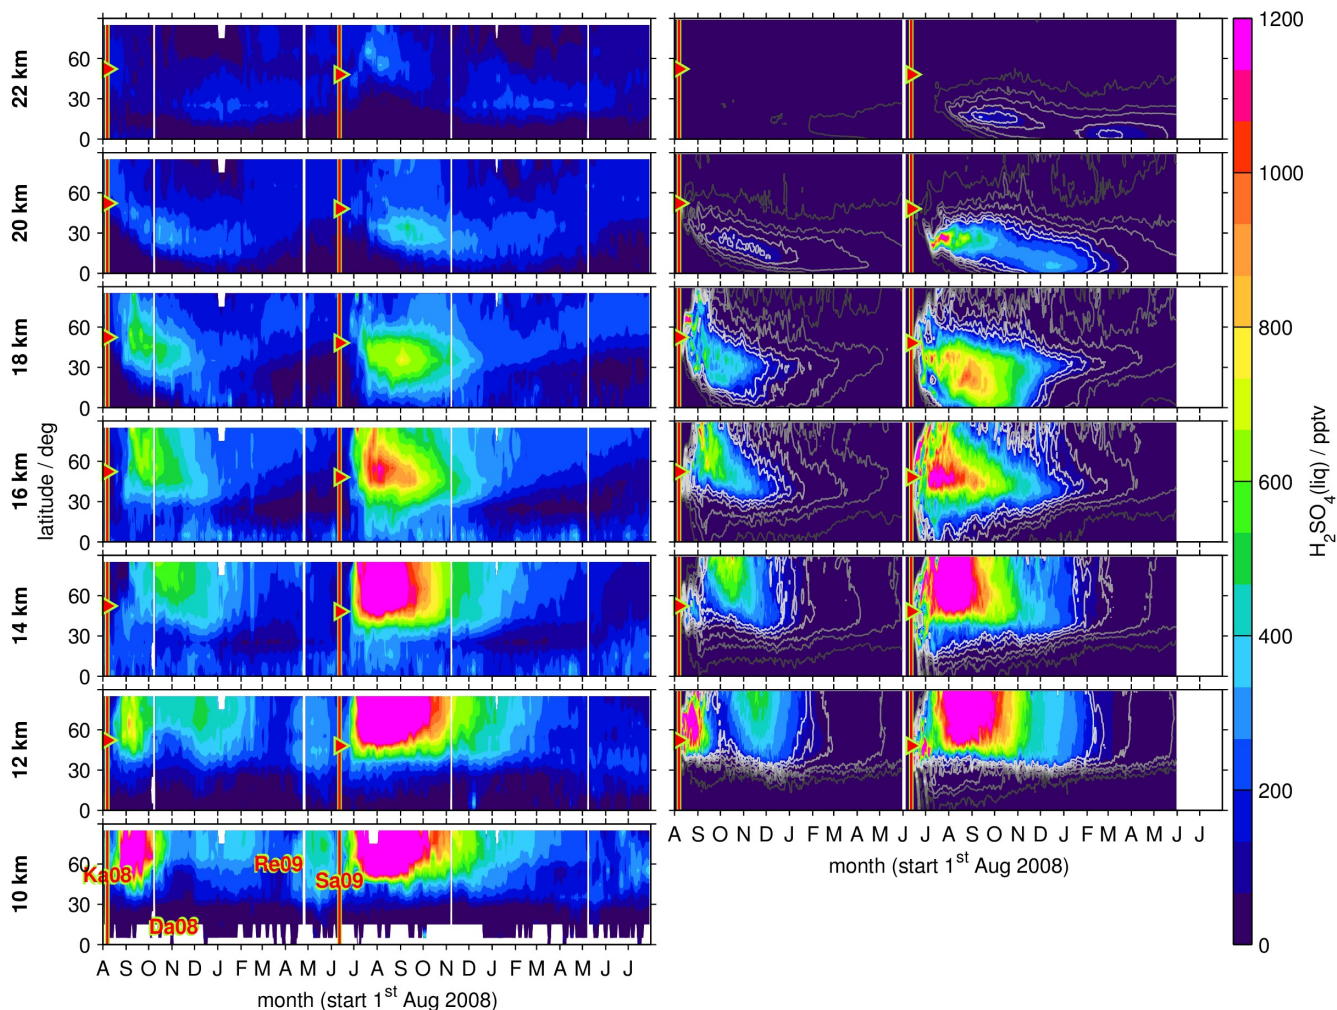 22 km
60
30
0
20 km
60
30
0
18 km
60
30
0
16 km
latitude / deg
60
30
0
14 km
60
30
0
12 km
60
30
0
10 km
60
30
0
Ka08
Da08
Re09
Sa09
A S O N D J F M A M J J A S O N D J F M A M J J
month (start 1st Aug 2008)
A S O N D J F M A M J J A S O N D J F M A M J J
month (start 1st Aug 2008)
1200
1000
800
600
400
200
0
H2SO4(liq) / pptv